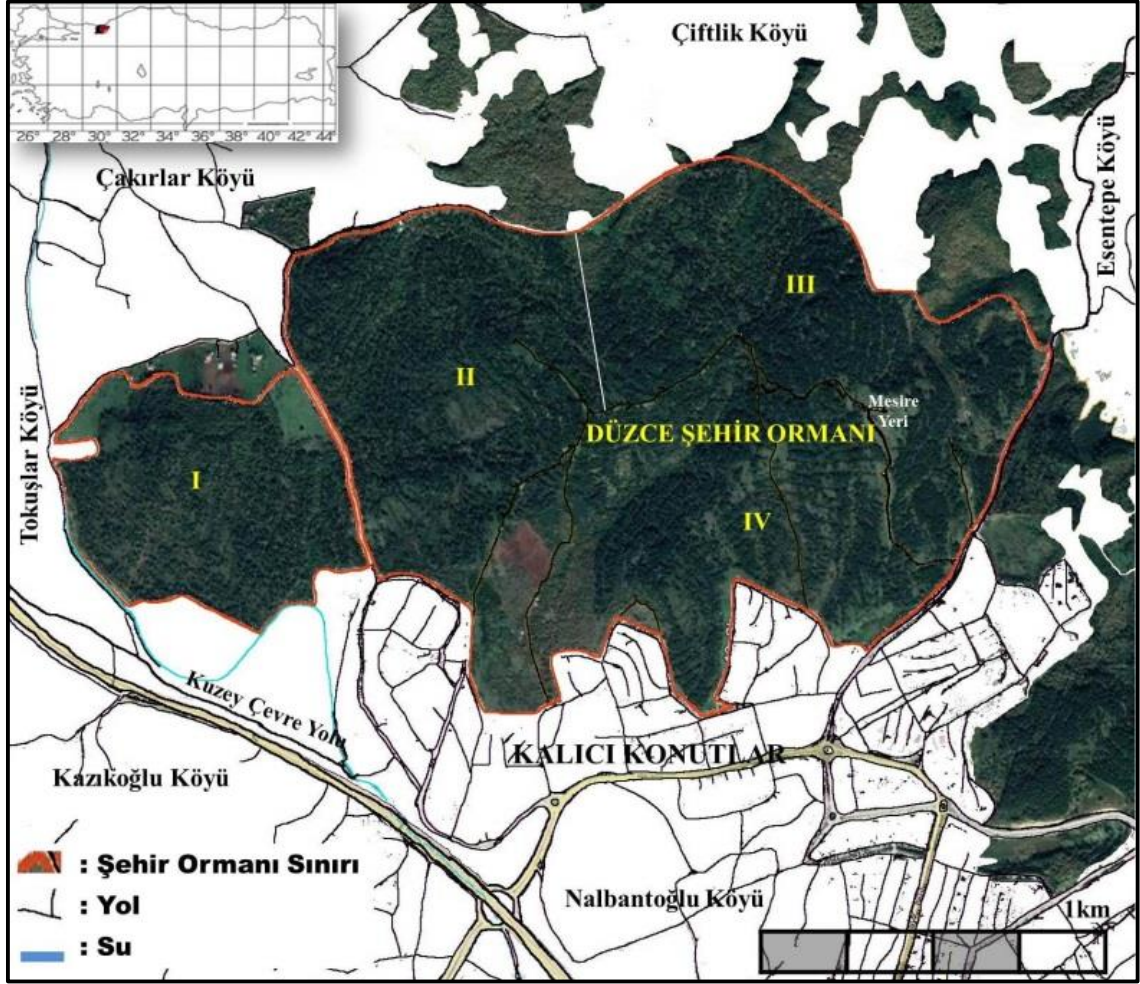 Çiftlik Köyü
26° 28° 30° 32° 34° 36° 38° 40° 42° 44°
Çakırlar Köyü
Esentepe Köyü
III
II
Mesire
Yeri
DÜZCE ŞEHİR ORMANI
I
Tokuşlar Köyü
IV
Kuzey Çevre Yolu
KALICI KONUTLAR
Kazıkoğlu Köyü
: Şehir Ormanı Sınırı
Nalbantoğlu Köyü
: Yol
1km
: Su